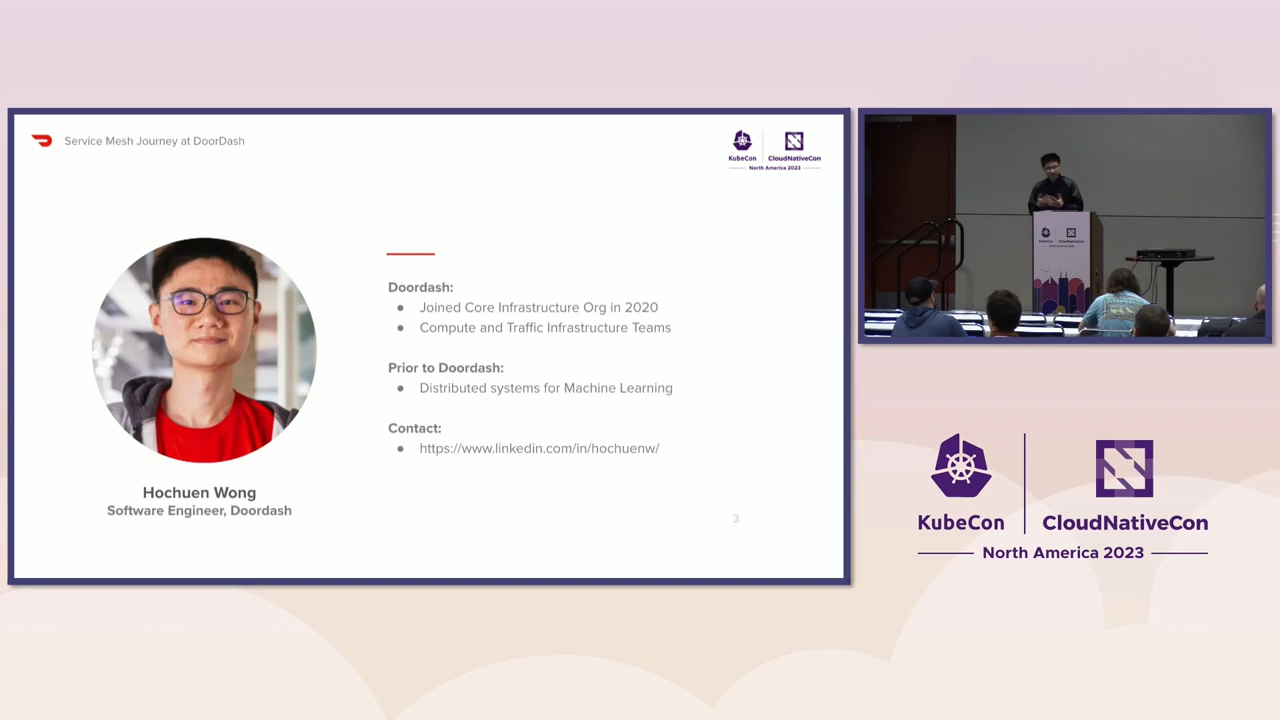 Service Mesh Journey at DoorDash
KubeCon
CloudNativeCon
North America 2023
Doordash:
● Joined Core Infrastructure Org in 2020
● Compute and Traffic Infrastructure Teams
Prior to Doordash:
● Distributed systems for Machine Learning
Contact:
● https://www.linkedin.com/in/hochuenw/
Hochuen Wong
Software Engineer, Doordash
3
KubeCon
CloudNativeCon
KubeCon
CloudNativeCon
North America 2023